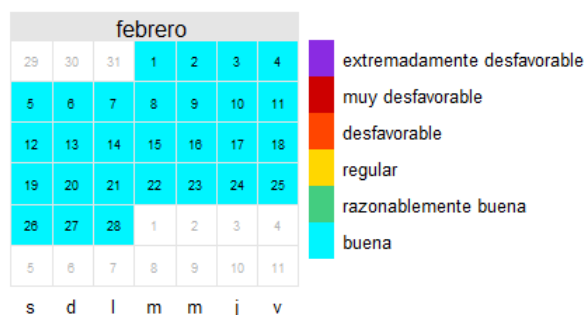 febrero
29 30 31 1 2 3 4
5 6 7 8 9 10 11
12 13 14 15 16 17 18
19 20 21 22 23 24 25
26 27 28 1 2 3 4
5 6 7 8 9 10 11
s d l m m j v
extremadamente desfavorable
muy desfavorable
desfavorable
regular
razonablemente buena
buena